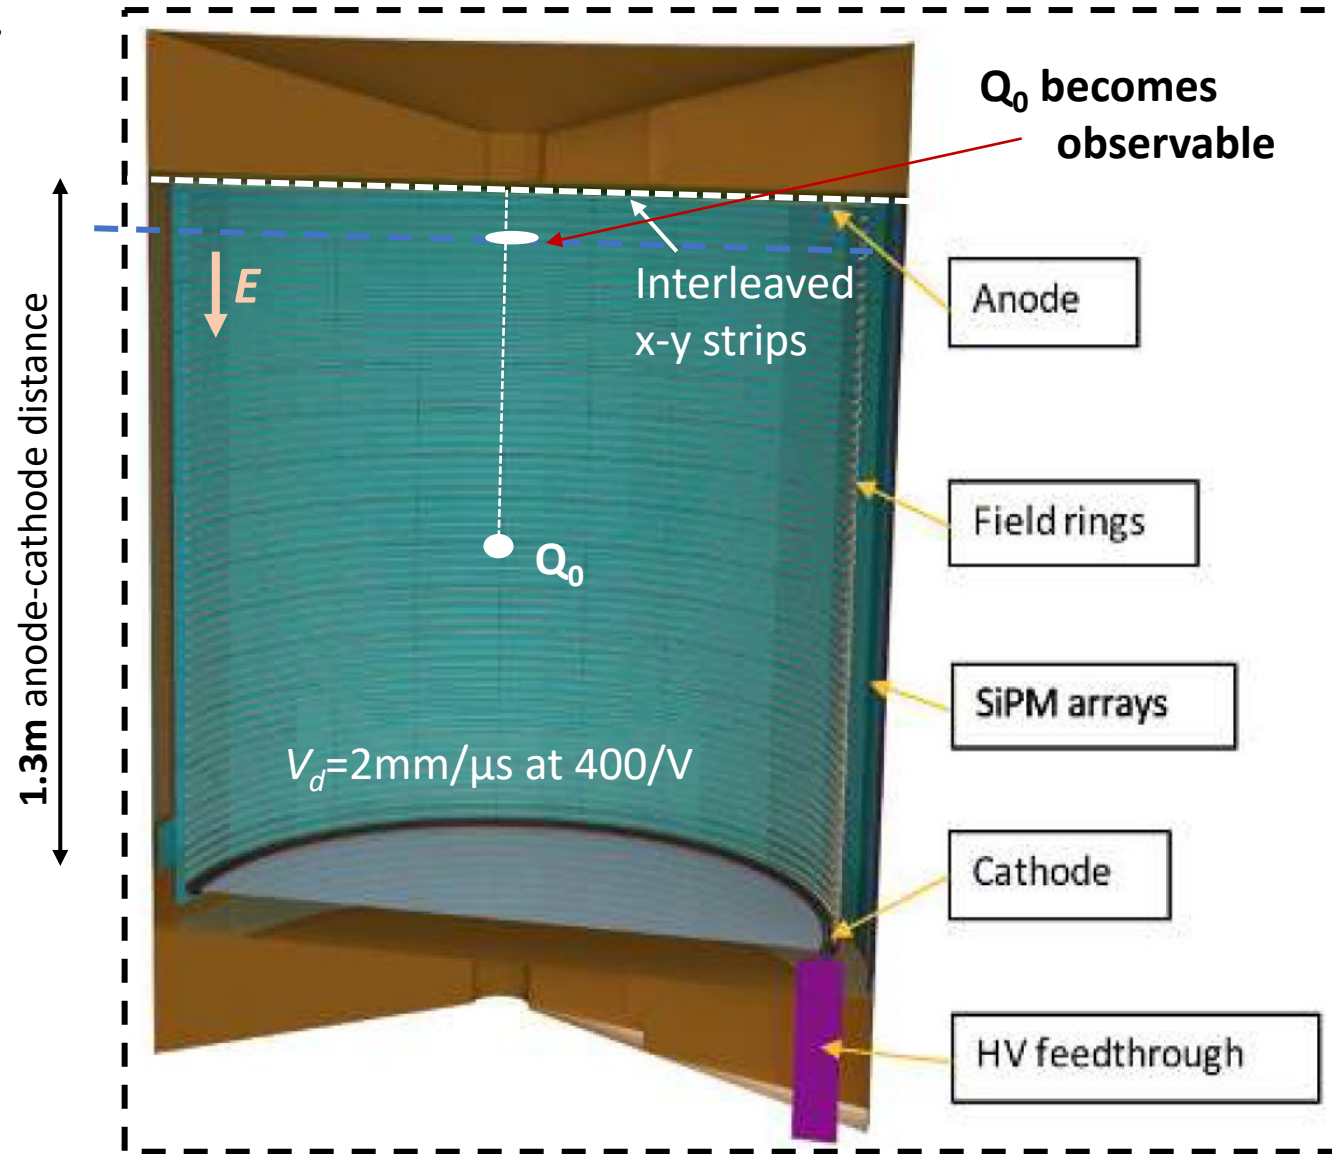 Q₀ becomes
observable
E
Interleaved
x-y strips
Anode
Field rings
Q₀
1.3m anode-cathode distance
SiPM arrays
V_d=2mm/µs at 400/V
Cathode
HV feedthrough